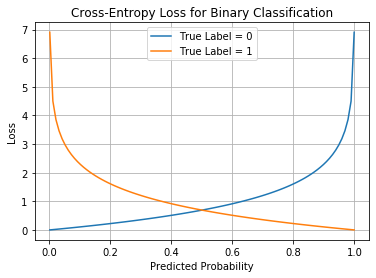 Cross-Entropy Loss for Binary Classification
True Label = 0
True Label = 1
Loss
7
6
5
4
3
2
1
0
0.0 0.2 0.4 0.6 0.8 1.0
Predicted Probability